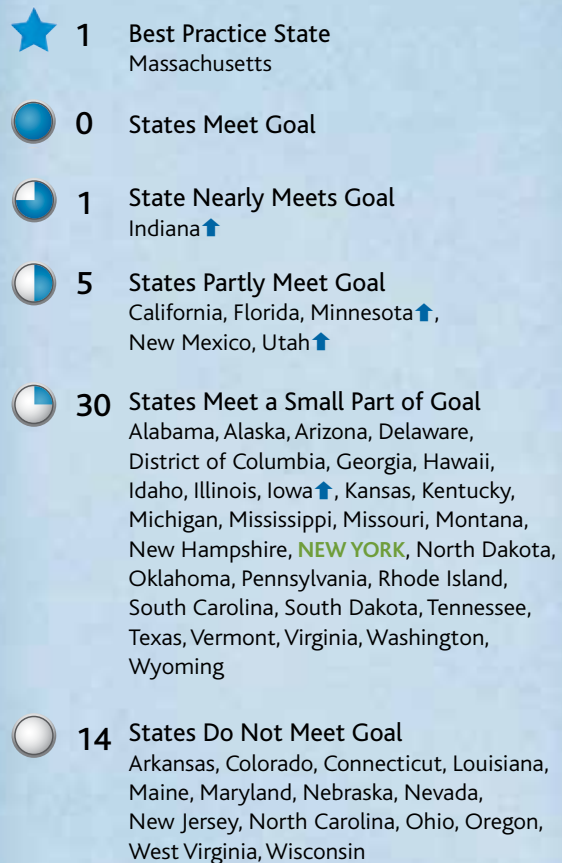 1 Best Practice State
Massachusetts
0 States Meet Goal
1 State Nearly Meets Goal
Indiana⬆
5 States Partly Meet Goal
California, Florida, Minnesota⬆,
New Mexico, Utah⬆
30 States Meet a Small Part of Goal
Alabama, Alaska, Arizona, Delaware,
District of Columbia, Georgia, Hawaii,
Idaho, Illinois, Iowa⬆, Kansas, Kentucky,
Michigan, Mississippi, Missouri, Montana,
New Hampshire, NEW YORK, North Dakota,
Oklahoma, Pennsylvania, Rhode Island,
South Carolina, South Dakota, Tennessee,
Texas, Vermont, Virginia, Washington,
Wyoming
14 States Do Not Meet Goal
Arkansas, Colorado, Connecticut, Louisiana,
Maine, Maryland, Nebraska, Nevada,
New Jersey, North Carolina, Ohio, Oregon,
West Virginia, Wisconsin